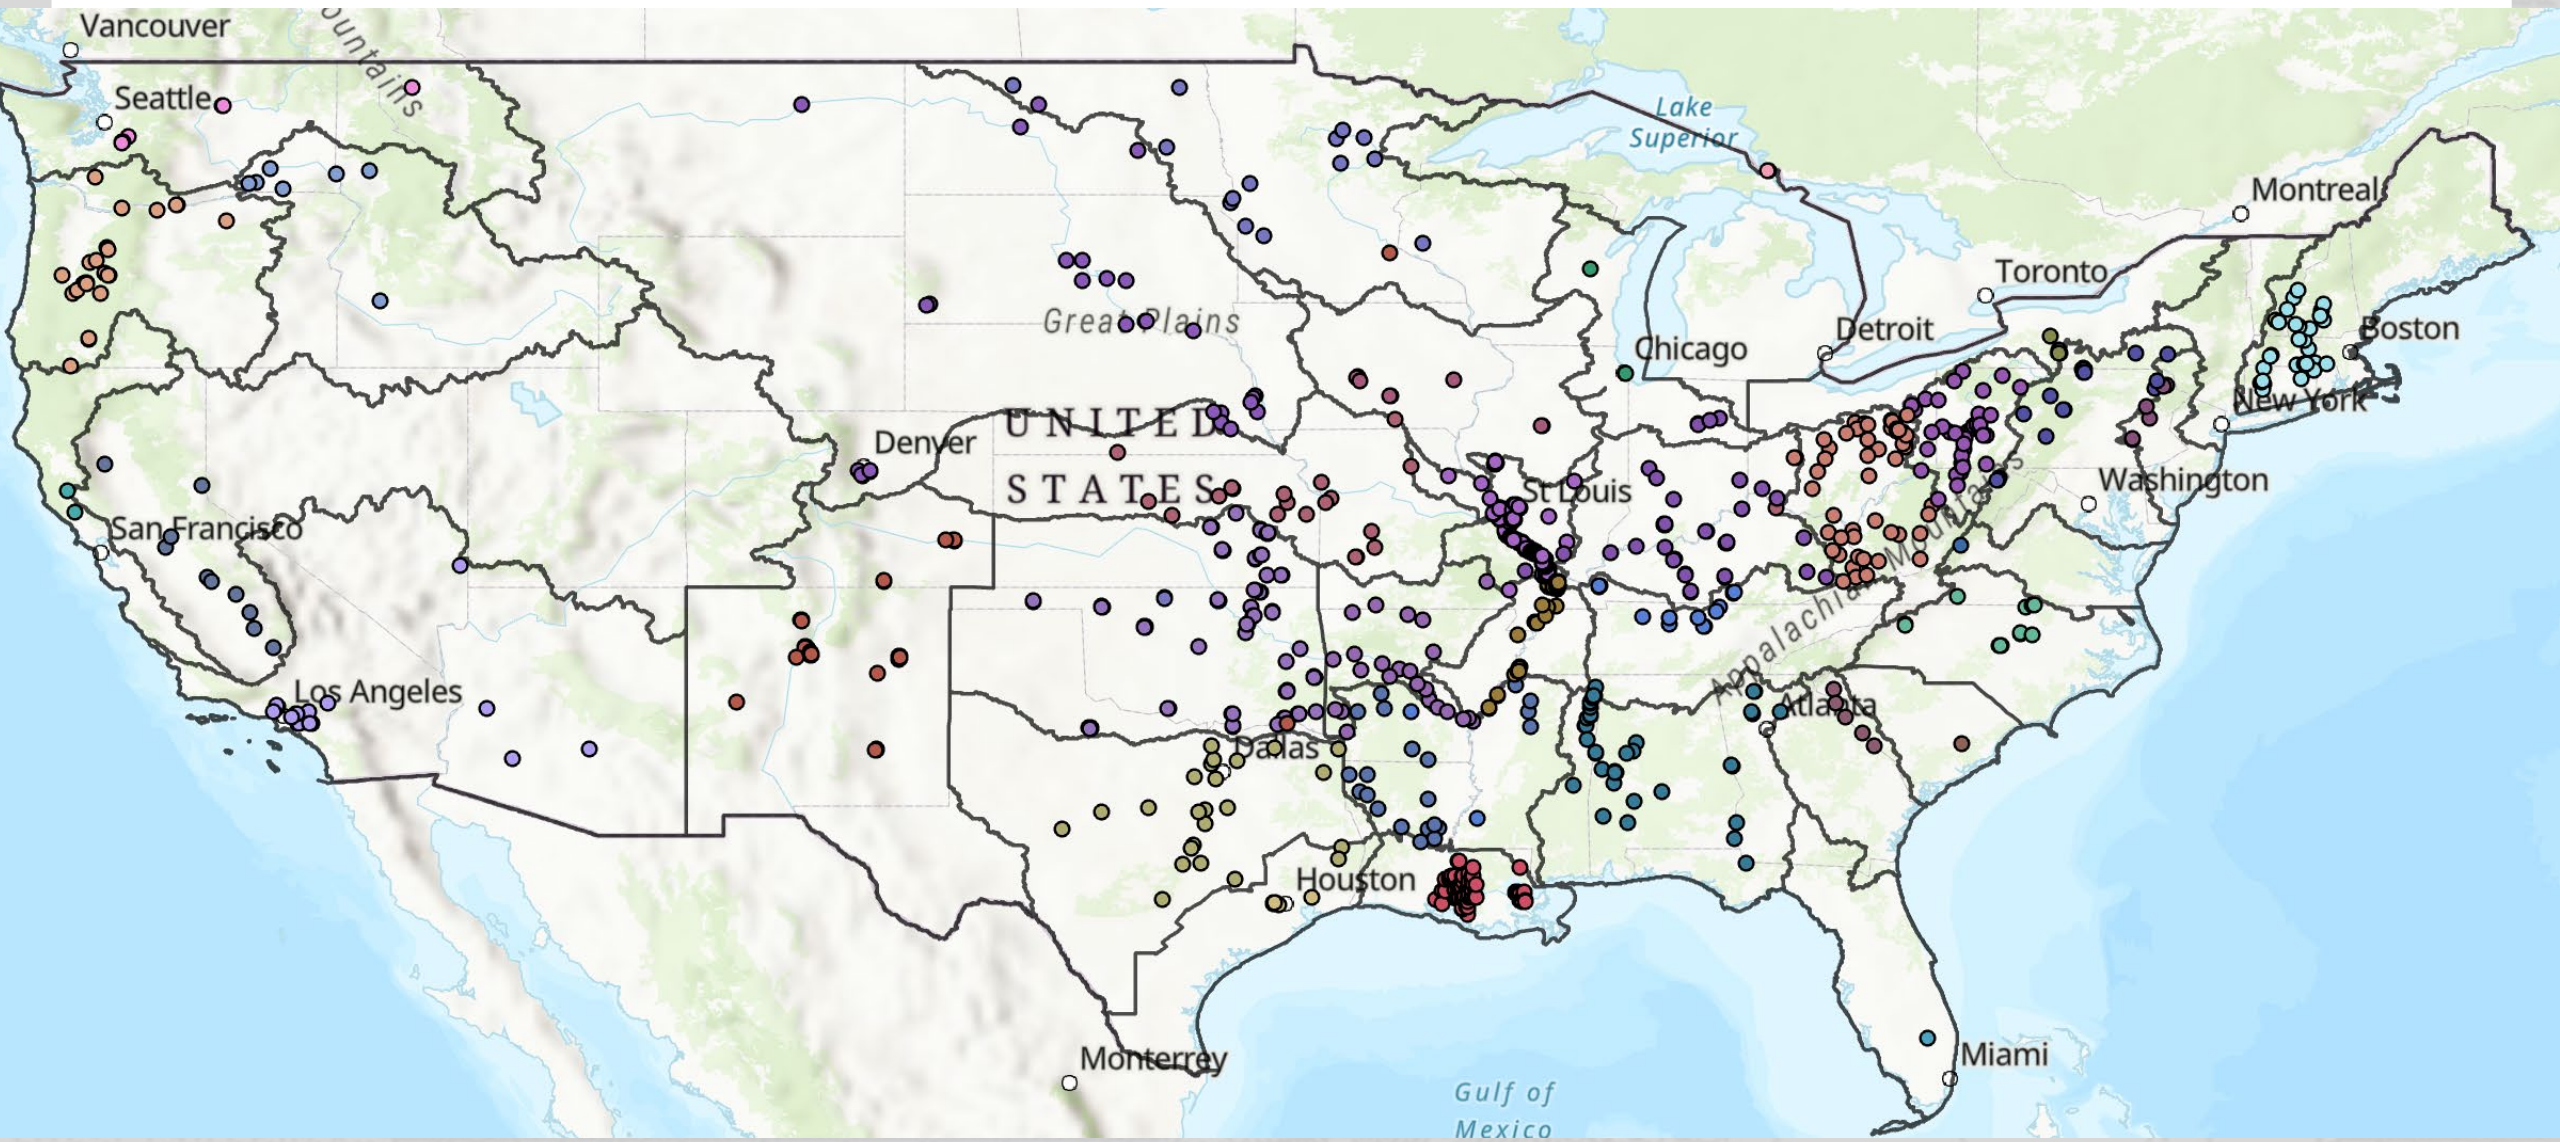 Vancouver
ountains
Seattle
Lake
Superior
Montreal
Toronto
Great Plains
Detroit
Boston
Chicago
New York
UNITED
STATES
Denver
St Louis
Washington
San Francisco
Appalachian Mountains
Los Angeles
Atlanta
Dallas
Houston
Monterrey
Miami
Gulf of
Mexico